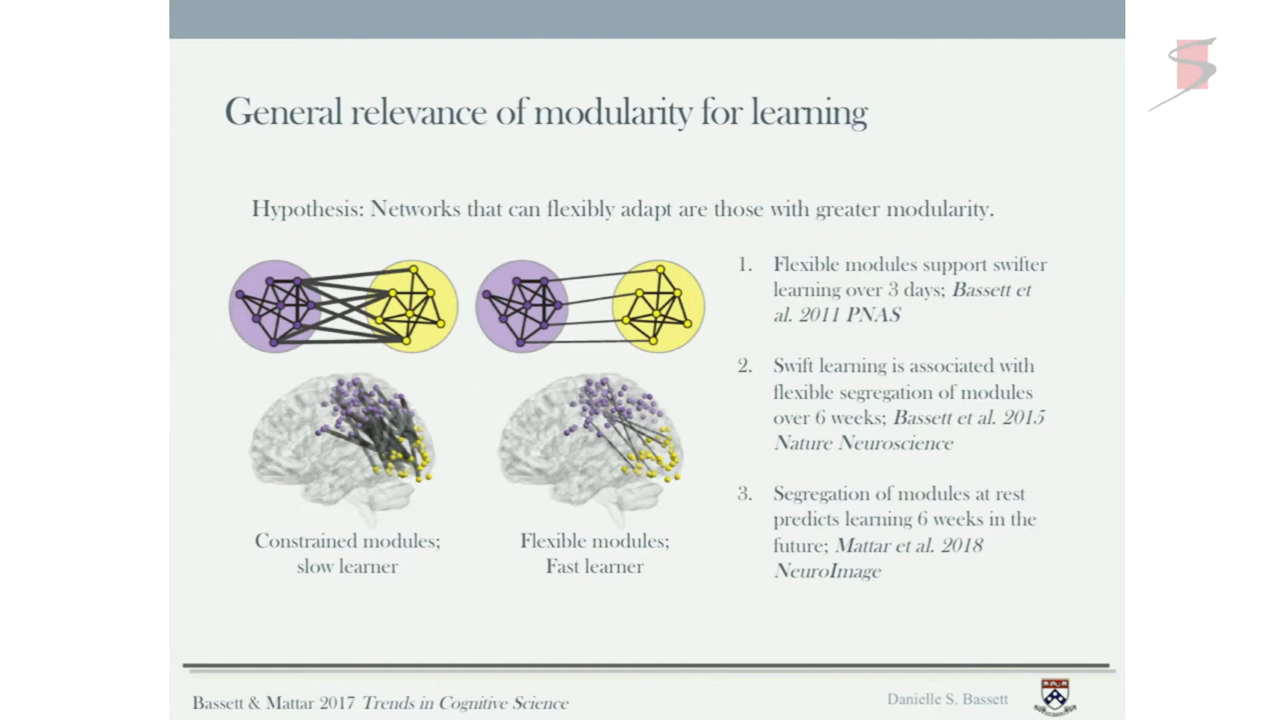 General relevance of modularity for learning
Hypothesis: Networks that can flexibly adapt are those with greater modularity.
Constrained modules;
slow learner
Flexible modules;
Fast learner
1. Flexible modules support swifter
learning over 3 days; Bassett et
al. 2011 PNAS
2. Swift learning is associated with
flexible segregation of modules
over 6 weeks; Bassett et al. 2015
Nature Neuroscience
3. Segregation of modules at rest
predicts learning 6 weeks in the
future; Mattar et al. 2018
NeuroImage
Bassett & Mattar 2017 Trends in Cognitive Science
Danielle S. Bassett